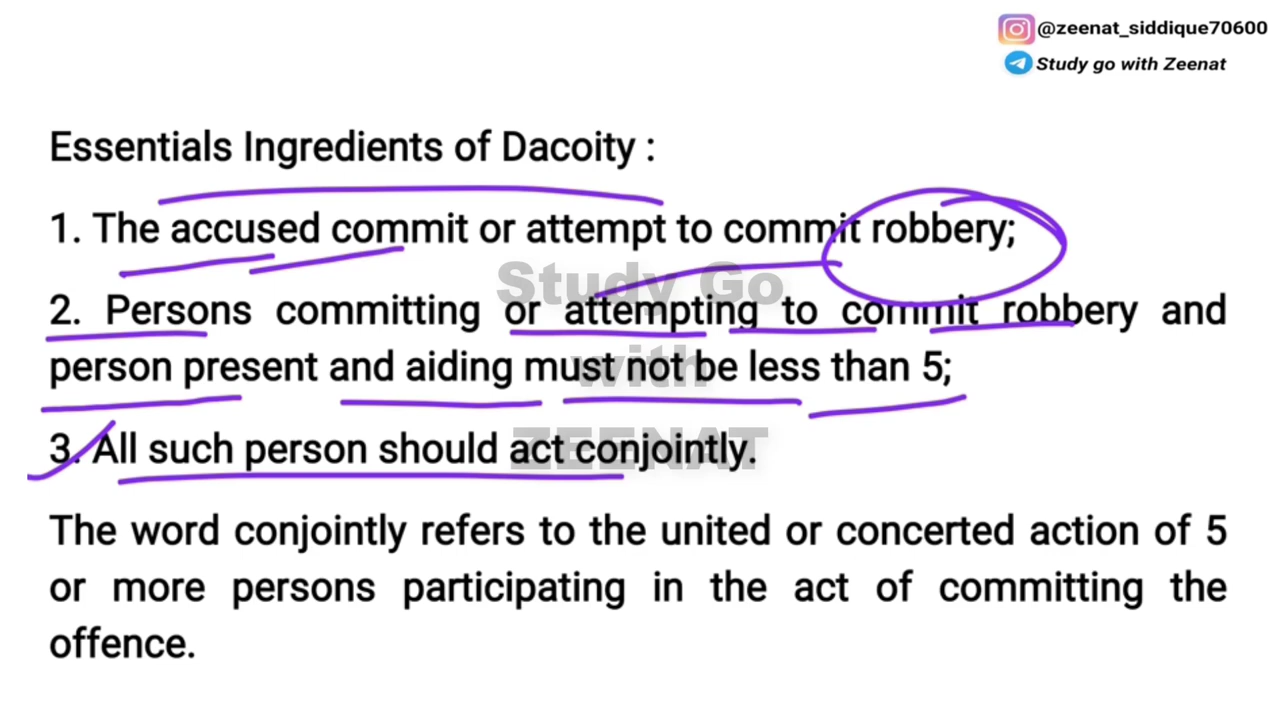 @zeenat_siddique70600
Study go with Zeenat
Essentials Ingredients of Dacoity :
1. The accused commit or attempt to commit robbery;
2. Persons committing or attempting to commit robbery and
person present and aiding must not be less than 5;
3. All such person should act conjointly.
The word conjointly refers to the united or concerted action of 5
or more persons participating in the act of committing the
offence.
Study Go
with
ZEENAT